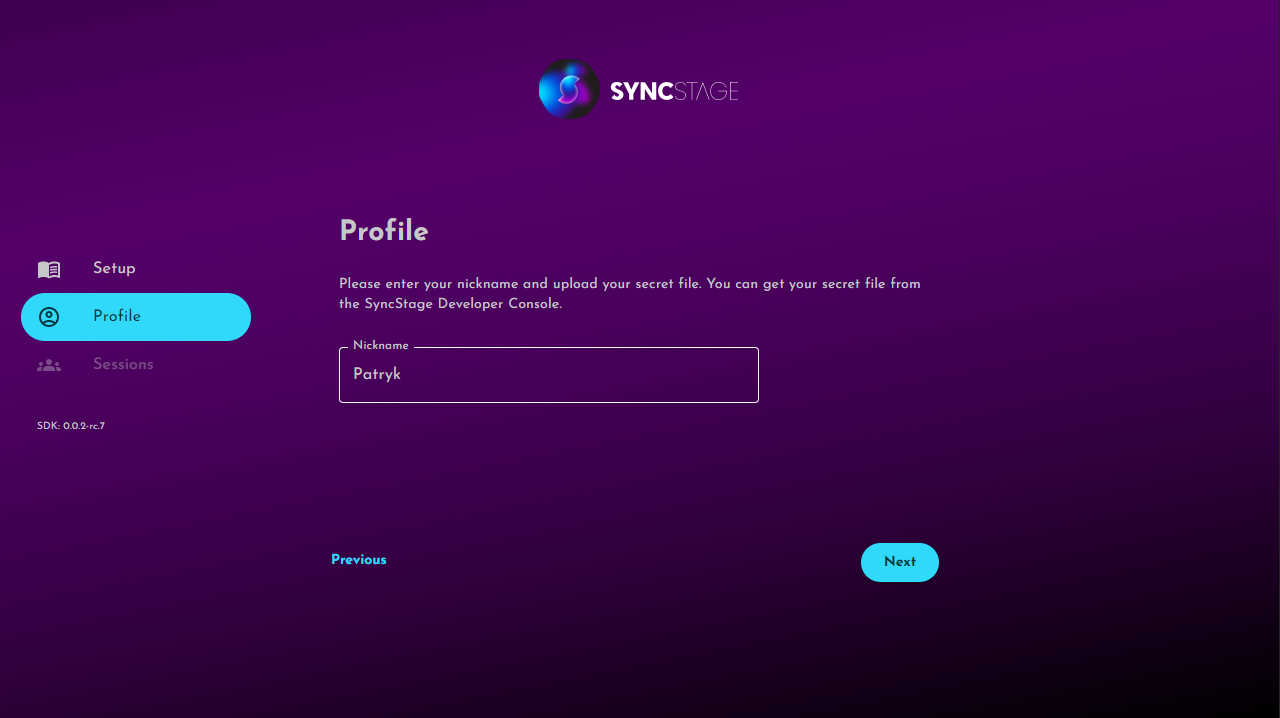 SYNCSTAGE
Setup
Profile
Sessions
SDK: 0.0.2-rc.7
Profile
Please enter your nickname and upload your secret file. You can get your secret file from
the SyncStage Developer Console.
Nickname
Patryk
Previous
Next